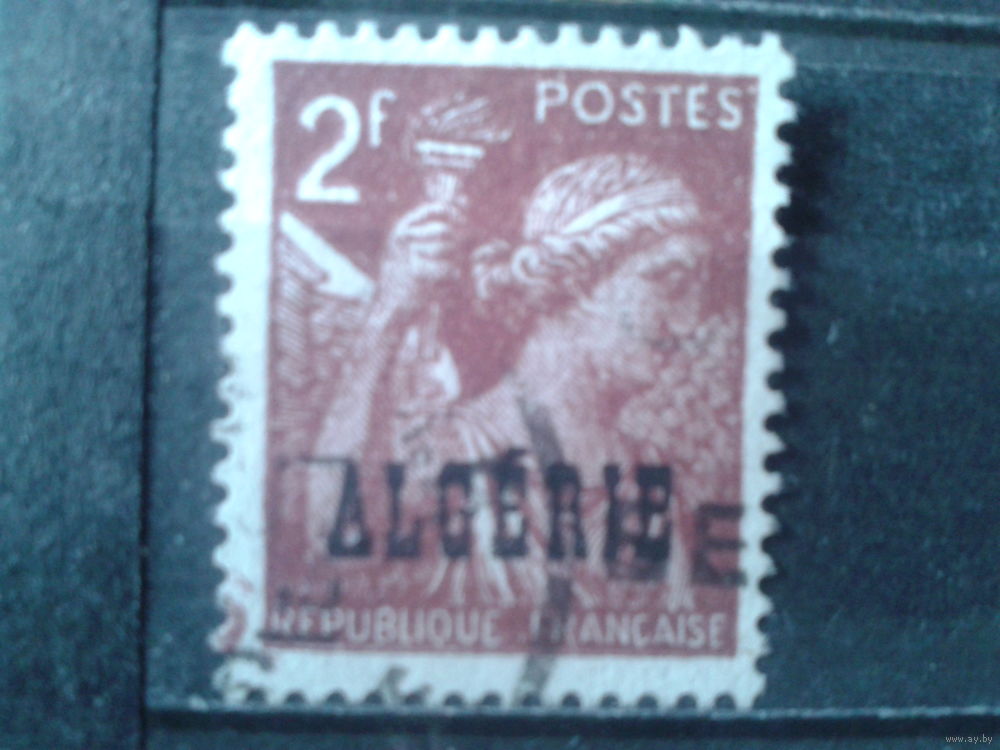 2f
POSTES
ALGÉRIE
RÉPUBLIQUE FRANÇAISE
www.ay.by